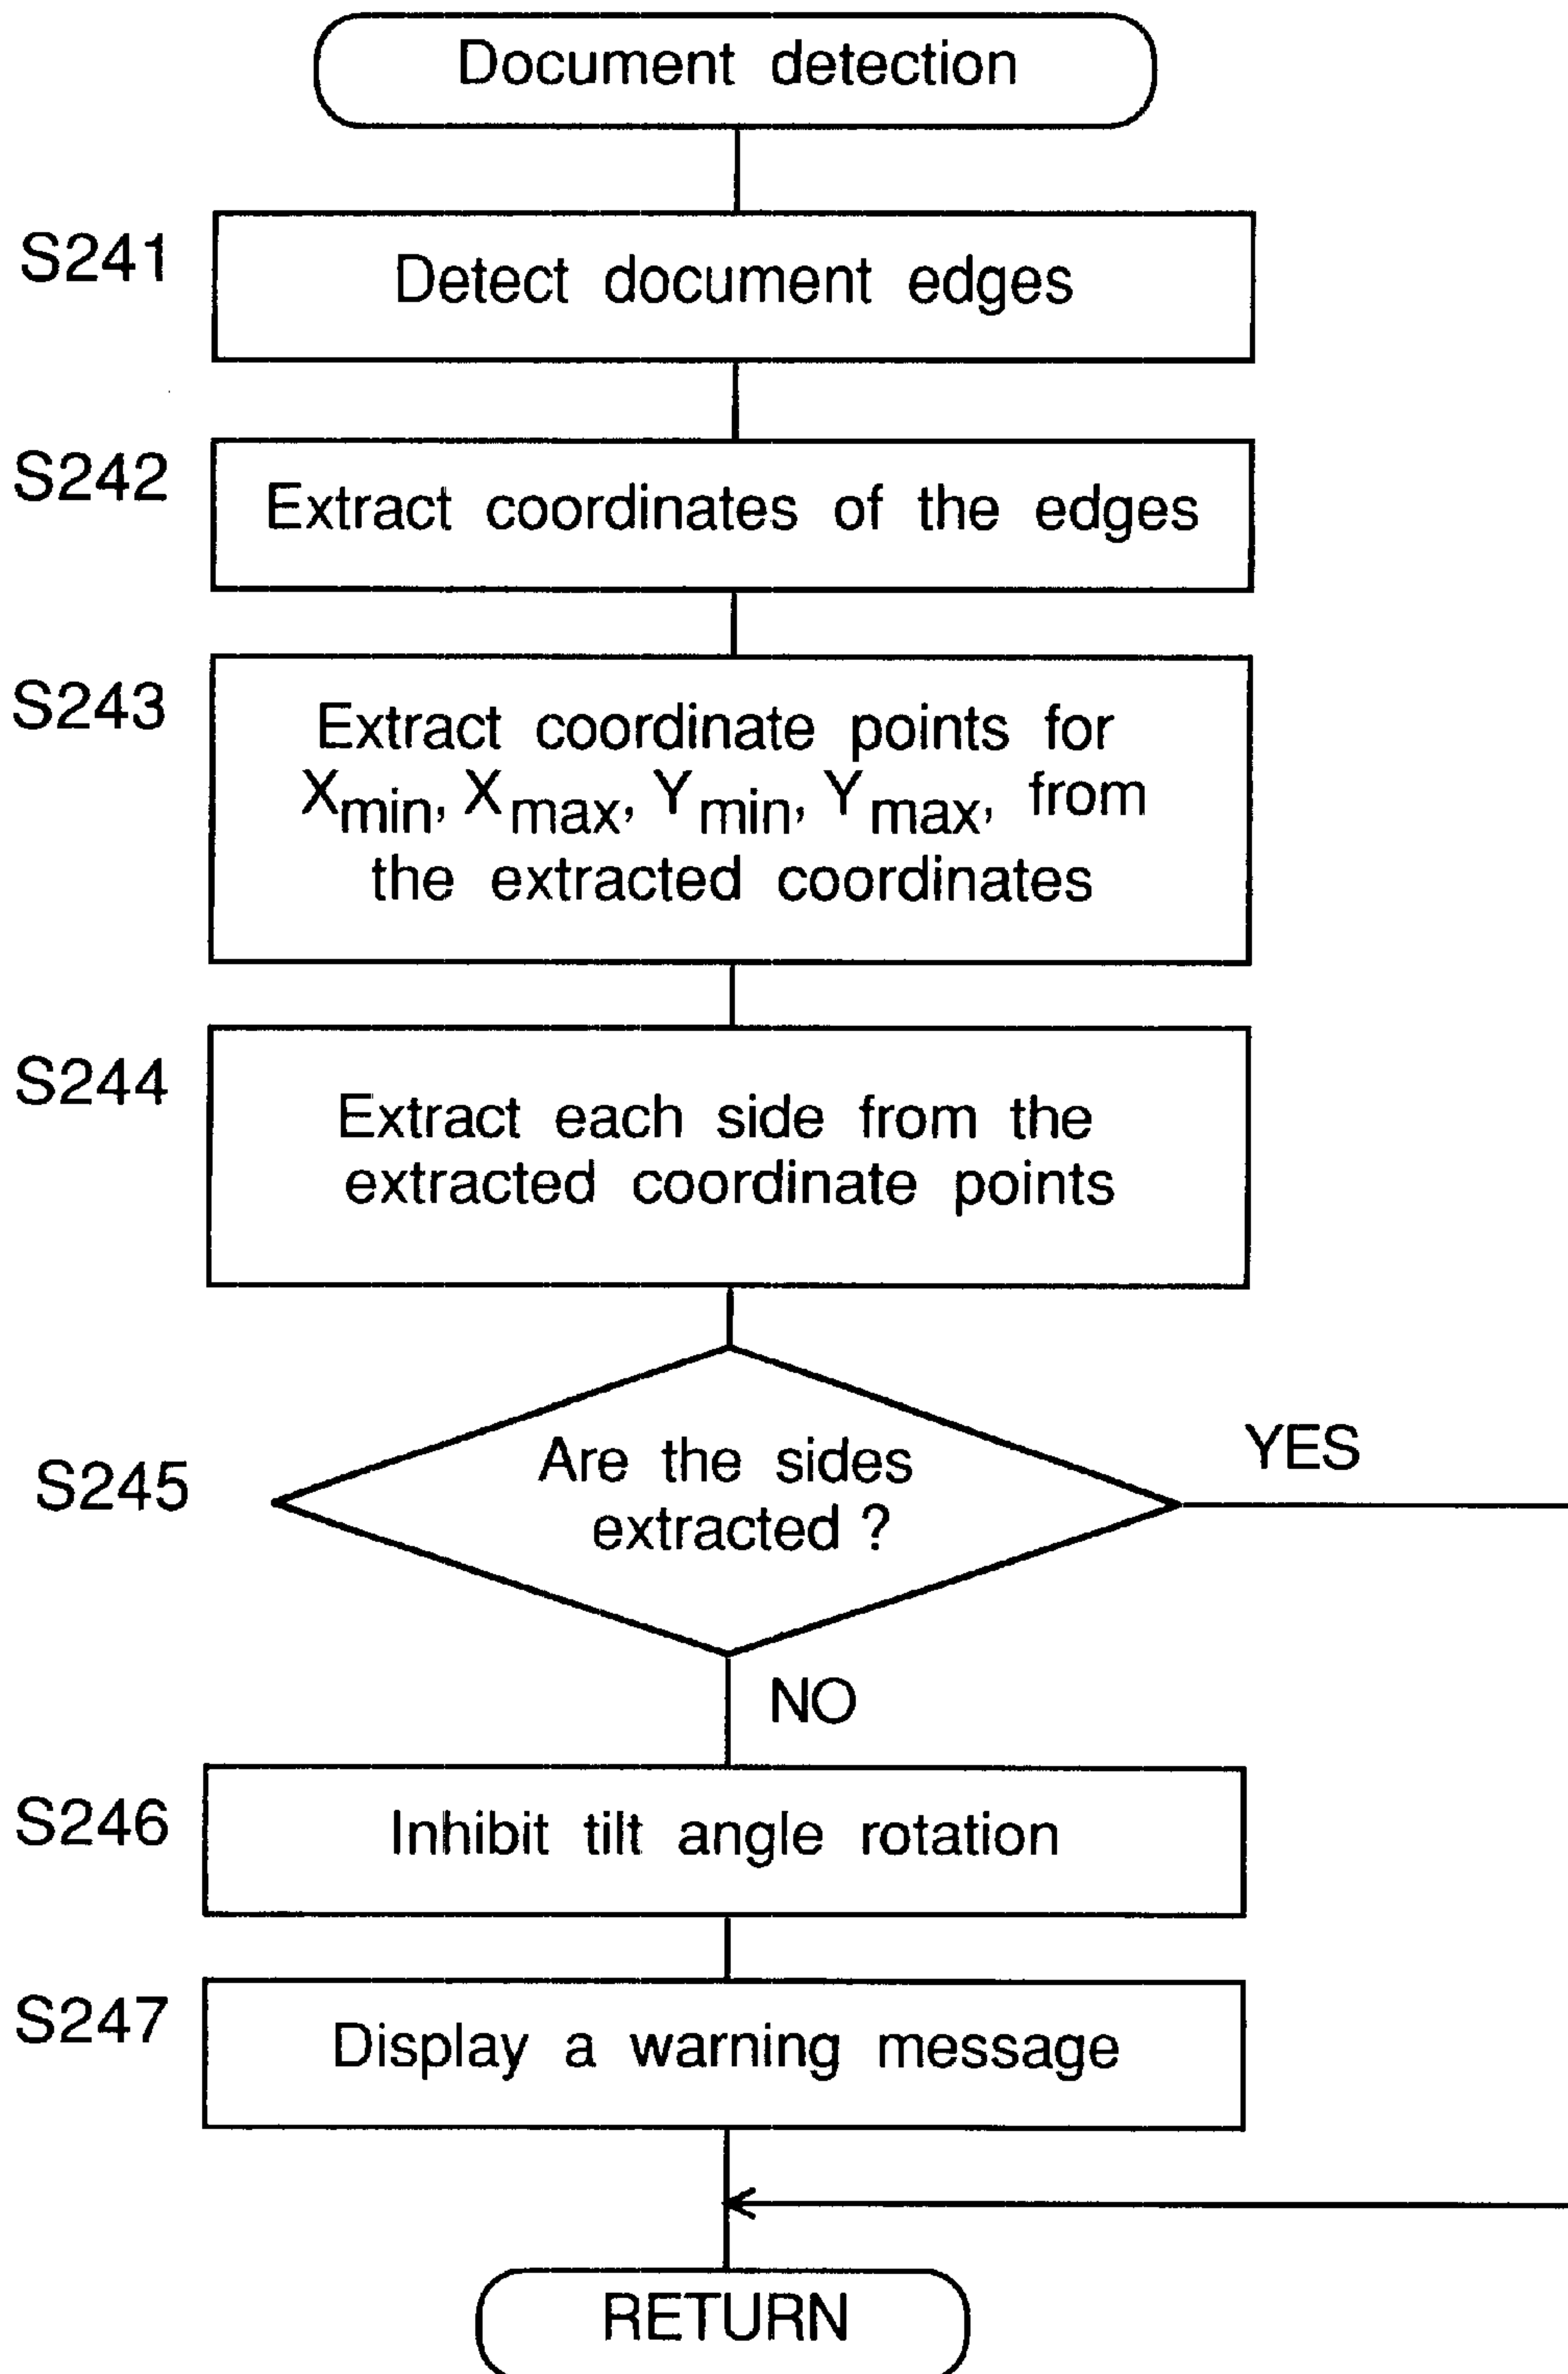 Document detection
S241
Detect document edges
S242
Extract coordinates of the edges
S243
Extract coordinate points for
Xmin, Xmax, Ymin, Ymax, from
the extracted coordinates
S244
Extract each side from the
extracted coordinate points
S245
Are the sides
extracted ?
YES
NO
S246
Inhibit tilt angle rotation
S247
Display a warning message
RETURN